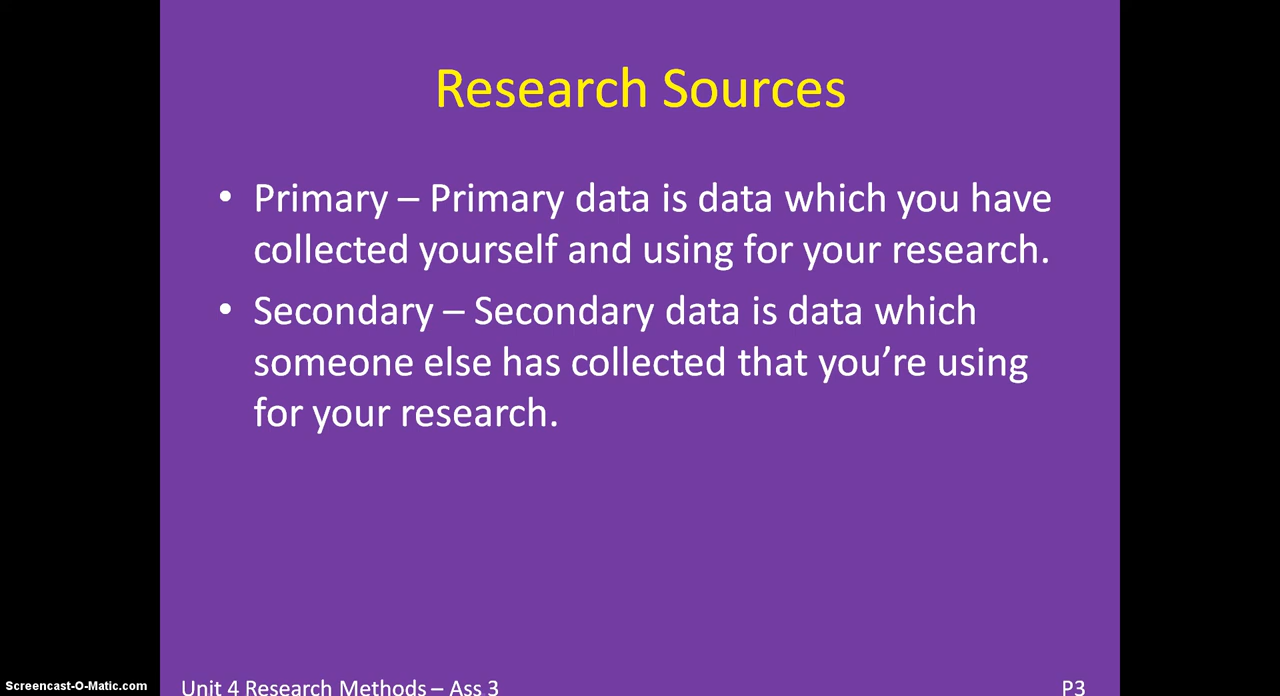 Research Sources
• Primary – Primary data is data which you have
collected yourself and using for your research.
• Secondary – Secondary data is data which
someone else has collected that you’re using
for your research.
Screencast-O-Matic.com
Unit 4 Research Methods – Ass 3
P3